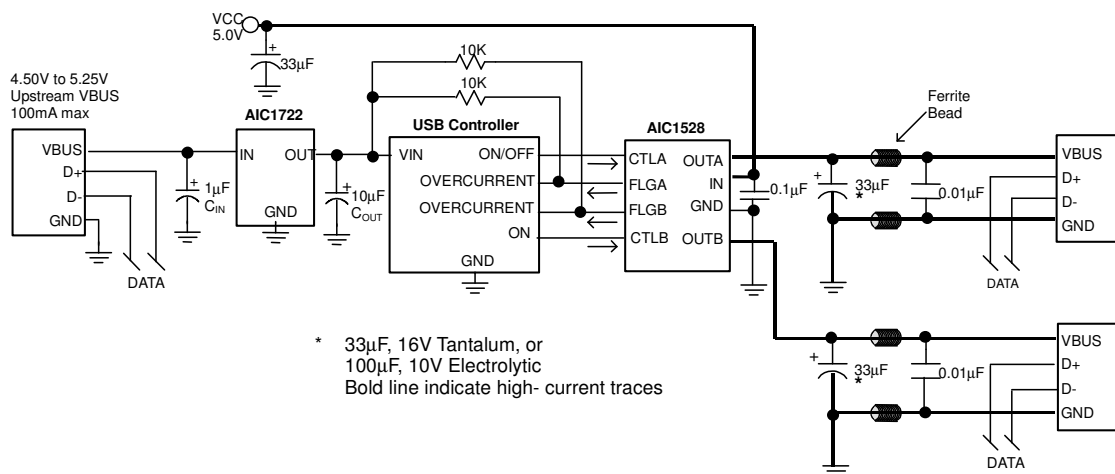 VCC
5.0V
+
33µF
10K
10K
4.50V to 5.25V
Upstream VBUS
100mA max
VBUS
D+
D-
GND
DATA
+
1µF
C_IN
AIC1722
IN
OUT
GND
+
10µF
C_OUT
USB Controller
VIN
ON/OFF
OVERCURRENT
OVERCURRENT
ON
GND
AIC1528
CTLA
OUTA
FLGA
IN
FLGB
GND
CTLB
OUTB
0.1µF
Ferrite
Bead
+
33µF
*
0.01µF
VBUS
D+
D-
GND
DATA
+
33µF
*
0.01µF
VBUS
D+
D-
GND
DATA
* 33µF, 16V Tantalum, or
100µF, 10V Electrolytic
Bold line indicate high- current traces